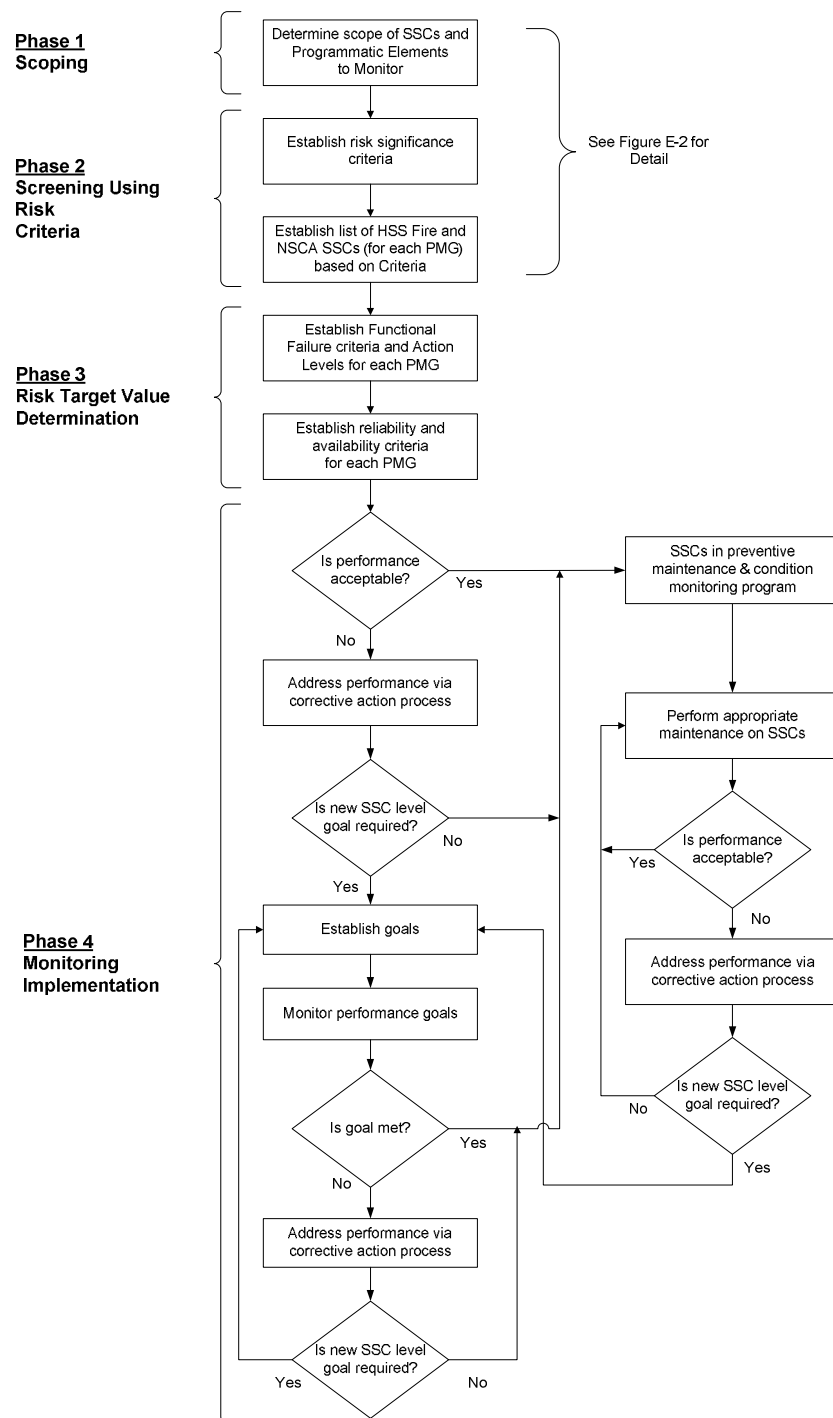 Phase 1
Scoping
Determine scope of SSCs and
Programmatic Elements
to Monitor
See Figure E-2 for
Detail
Phase 2
Screening Using
Risk
Criteria
Establish risk significance
criteria
Establish list of HSS Fire and
NSCA SSCs (for each PMG)
based on Criteria
Phase 3
Risk Target Value
Determination
Establish Functional
Failure criteria and Action
Levels for each PMG
Establish reliability and
availability criteria
for each PMG
Phase 4
Monitoring
Implementation
Is performance
acceptable?
Yes
No
Address performance via
corrective action process
Is new SSC level
goal required?
No
Yes
Establish goals
Monitor performance goals
Is goal met?
Yes
No
Address performance via
corrective action process
Is new SSC level
goal required?
Yes
No
SSCs in preventive
maintenance & condition
monitoring program
Perform appropriate
maintenance on SSCs
Is performance
acceptable?
Yes
No
Address performance via
corrective action process
Is new SSC level
goal required?
No
Yes